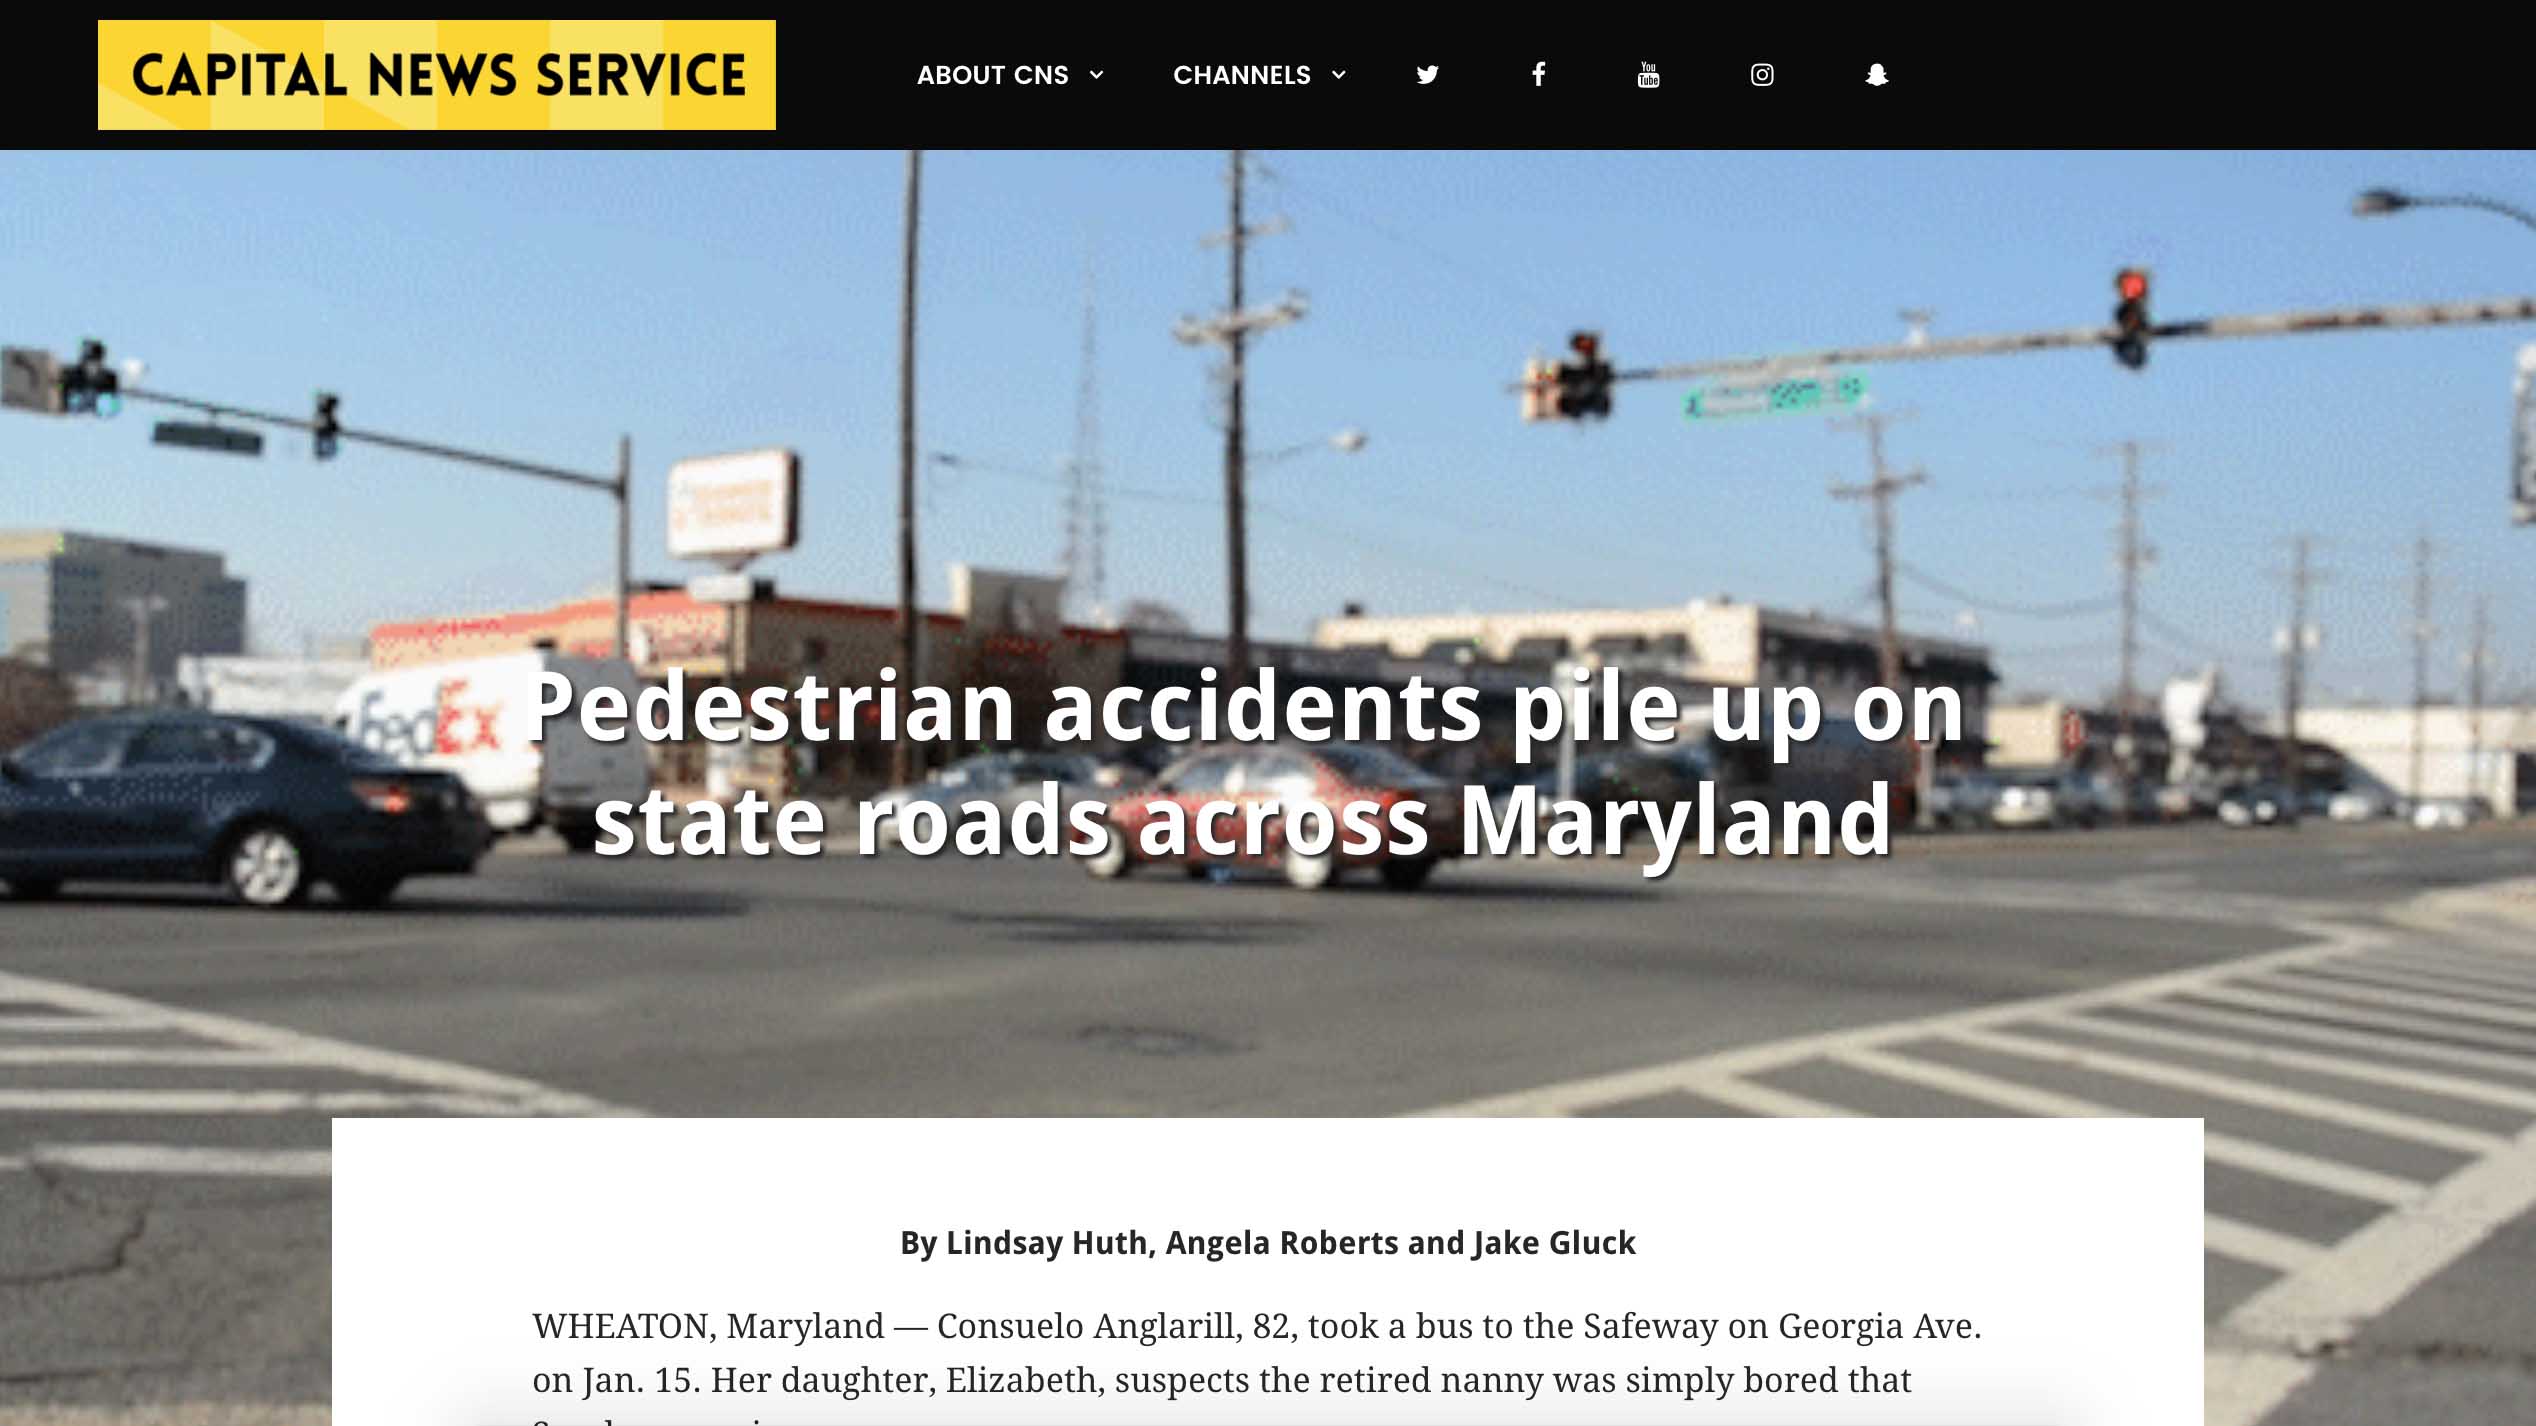 CAPITAL NEWS SERVICE
ABOUT CNS
CHANNELS
You
Tube
FedEx
Pedestrian accidents pile up on
state roads across Maryland
By Lindsay Huth, Angela Roberts and Jake Gluck
WHEATON, Maryland — Consuelo Anglarill, 82, took a bus to the Safeway on Georgia Ave.
on Jan. 15. Her daughter, Elizabeth, suspects the retired nanny was simply bored that